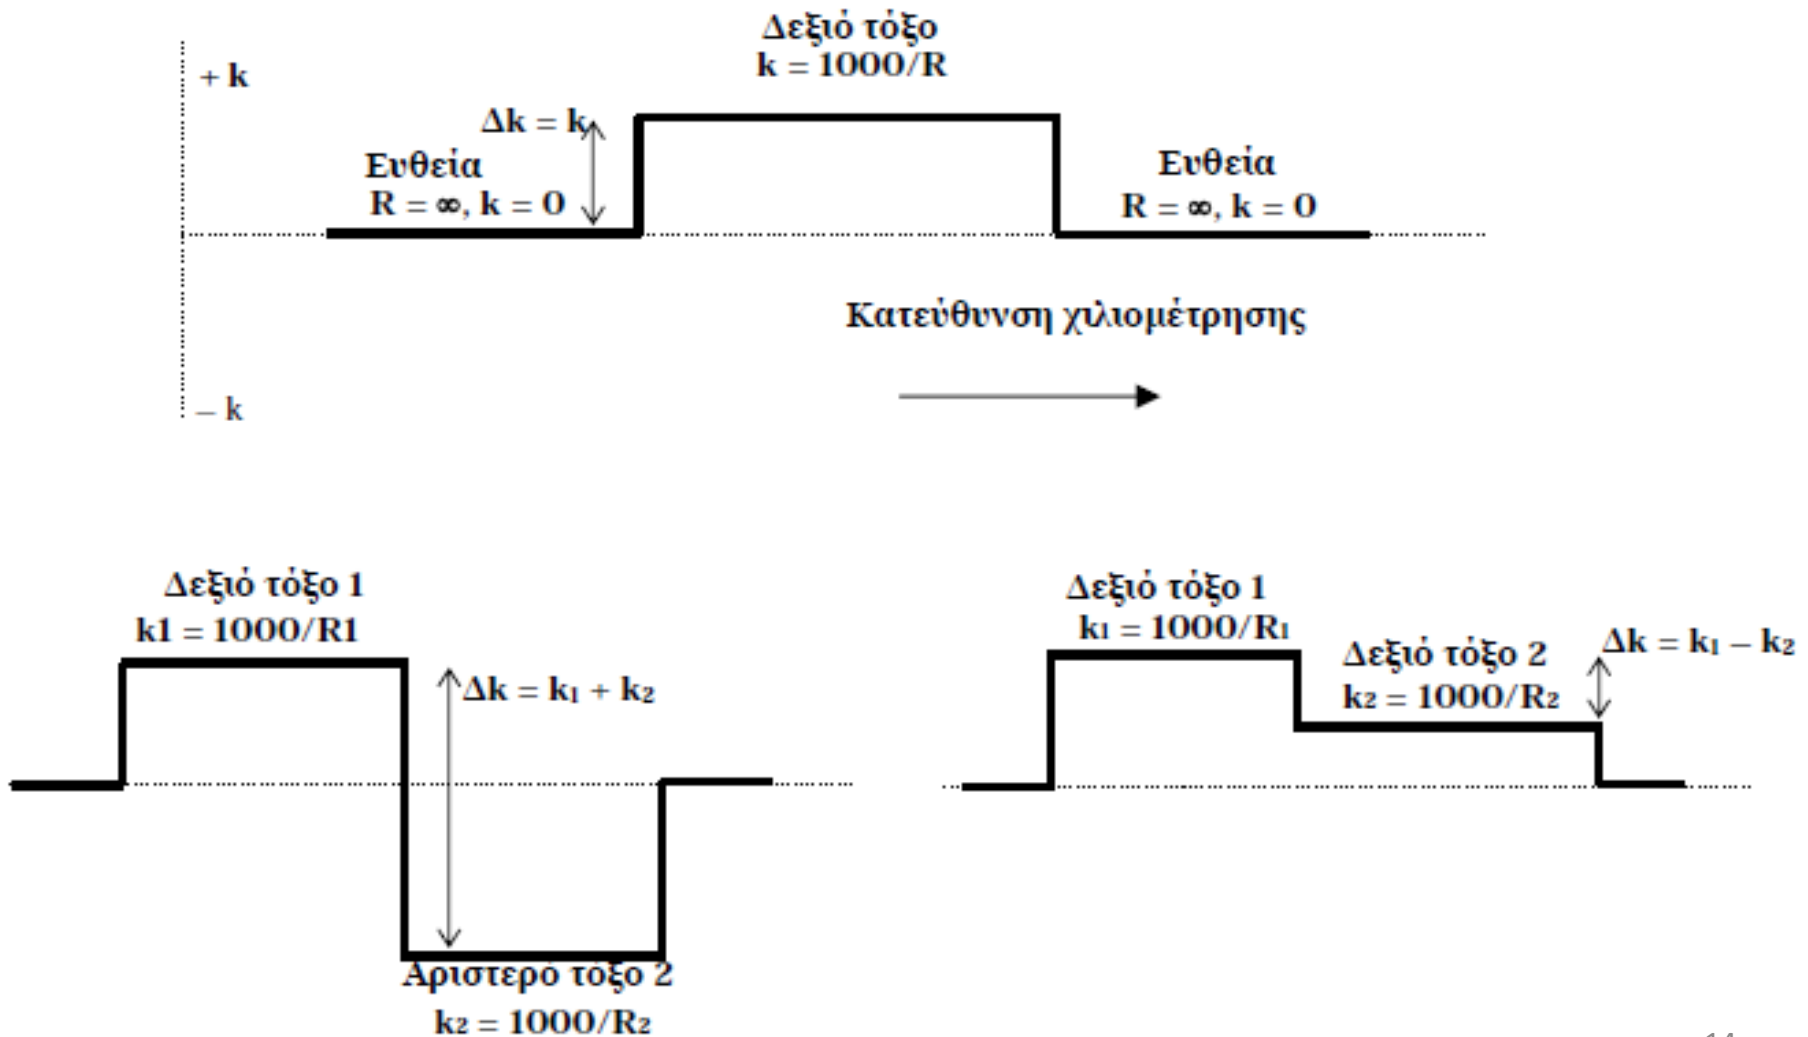 Δεξιό τόξο
k = 1000/R
+ k
Δk = k
Ευθεία
R = ∞, k = 0
Ευθεία
R = ∞, k = 0
Κατεύθυνση χιλιομέτρησης
– k
Δεξιό τόξο 1
k1 = 1000/R1
Δk = k₁ + k₂
Αριστερό τόξο 2
k₂ = 1000/R₂
Δεξιό τόξο 1
k₁ = 1000/R₁
Δεξιό τόξο 2
k₂ = 1000/R₂
Δk = k₁ – k₂
14